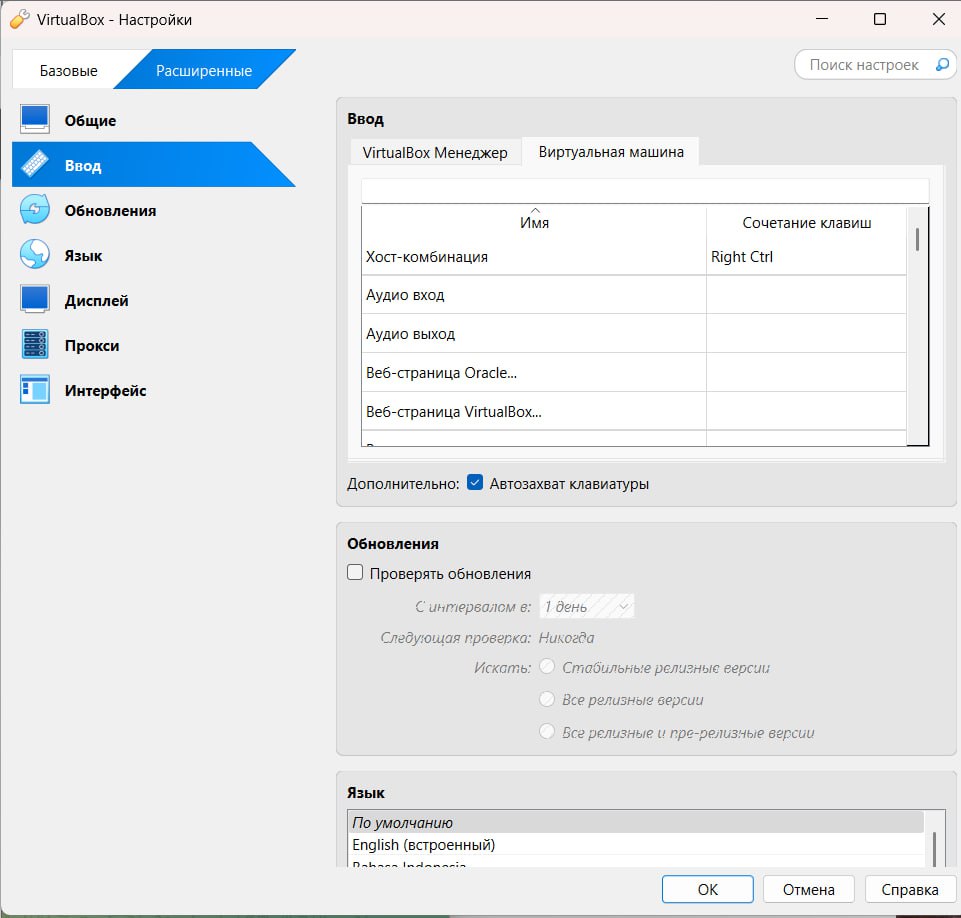 VirtualBox - Настройки
Базовые
Расширенные
Поиск настроек
Общие
Ввод
Обновления
Язык
Дисплей
Прокси
Интерфейс
Ввод
VirtualBox Менеджер
Виртуальная машина
Имя
Сочетание клавиш
Хост-комбинация
Right Ctrl
Аудио вход
Аудио выход
Веб-страница Oracle...
Веб-страница VirtualBox...
Дополнительно:
Автозахват клавиатуры
Обновления
Проверять обновления
С интервалом в:
1 день
Следующая проверка:
Никогда
Искать:
Стабильные релизные версии
Все релизные версии
Все релизные и пре-релизные версии
Язык
По умолчанию
English (встроенный)
Bahasa Indonesia
OK
Отмена
Справка